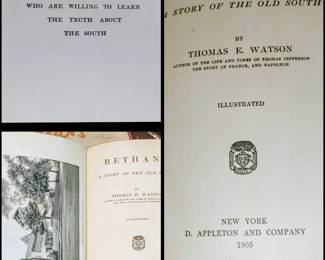 WHO ARE WILLING TO LEARN
THE TRUTH ABOUT
THE SOUTH
A STORY OF THE OLD SOUTH
BY
THOMAS E. WATSON
AUTHOR OF THE LIFE AND TIMES OF THOMAS JEFFERSON
THE STORY OF FRANCE, AND NAPOLEON
ILLUSTRATED
NEW YORK
D. APPLETON AND COMPANY
1905
BETHAN
A STORY OF THE OLD
BY
THOMAS E. WATSON
ILLUSTRATED